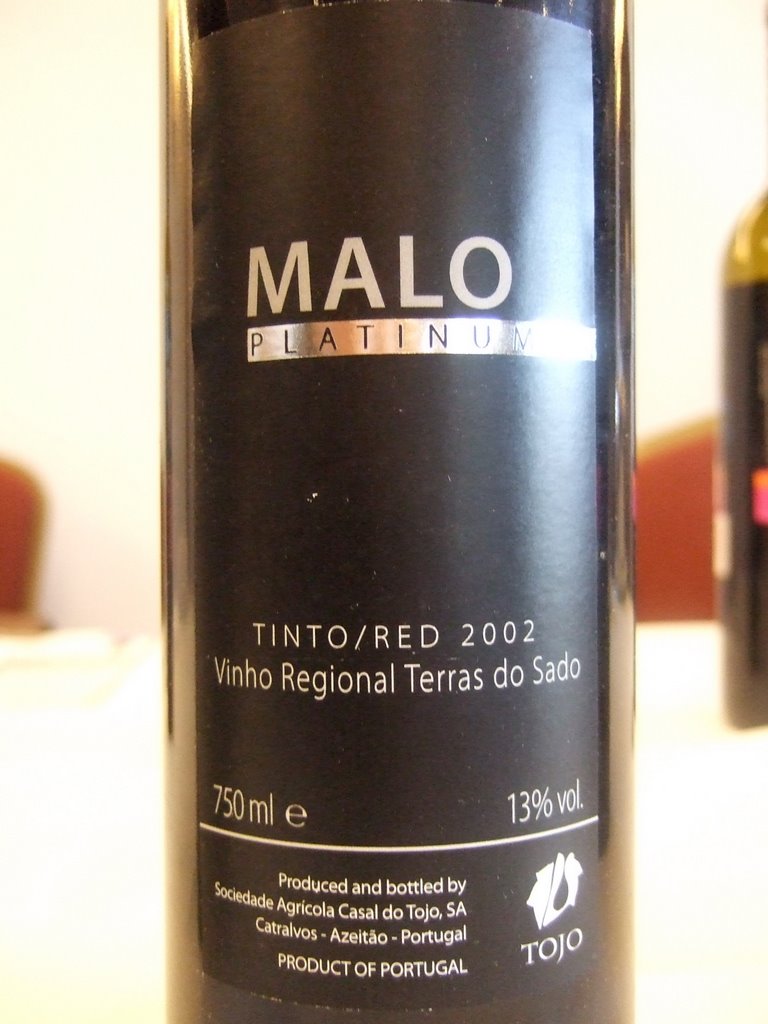 MALO
PLATINUM
TINTO/RED 2002
Vinho Regional Terras do Sado
750 ml e
13% vol.
Produced and bottled by
Sociedade Agrícola Casal do Tojo, SA
Catralvos - Azeitão - Portugal
PRODUCT OF PORTUGAL
TOJO